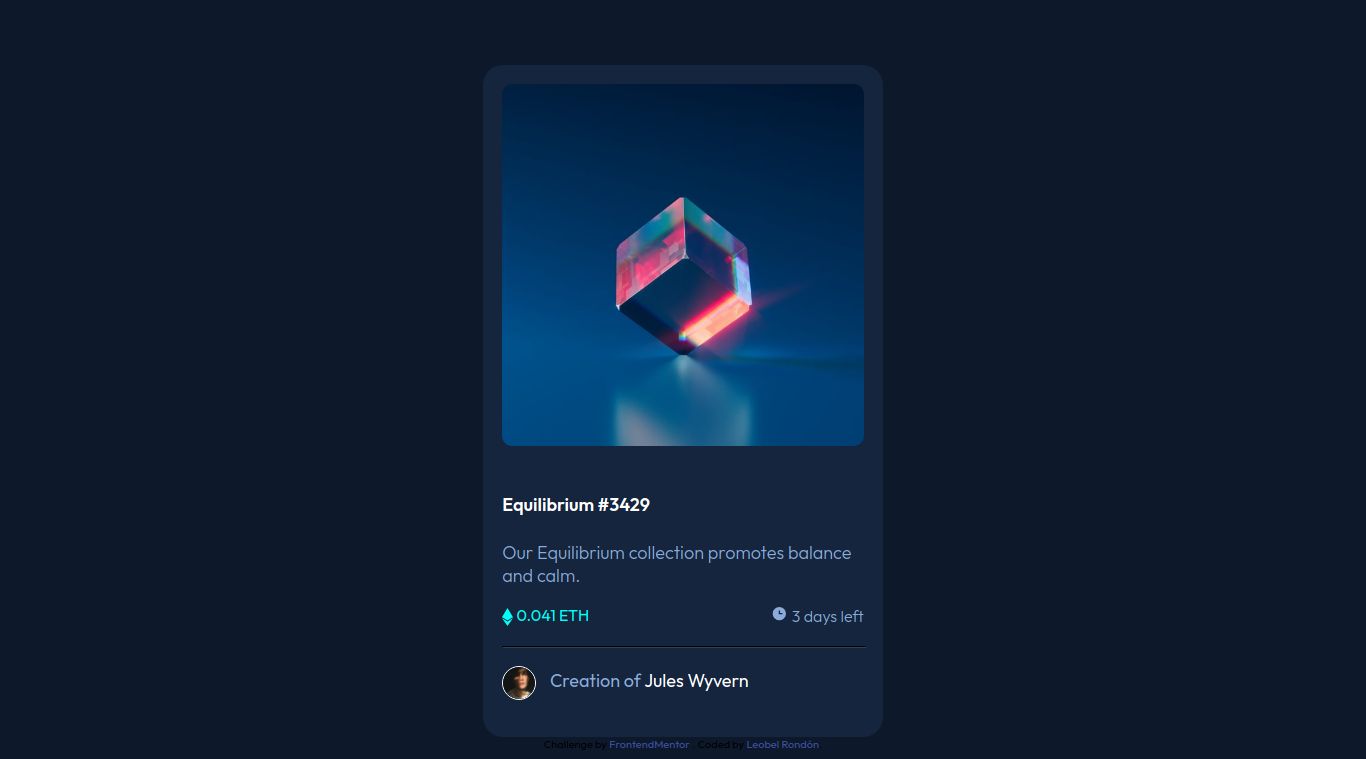 Equilibrium #3429
Our Equilibrium collection promotes balance
and calm.
0.041 ETH
3 days left
Creation of Jules Wyvern
Challenge by FrontendMentor . Coded by Leobel Rondón